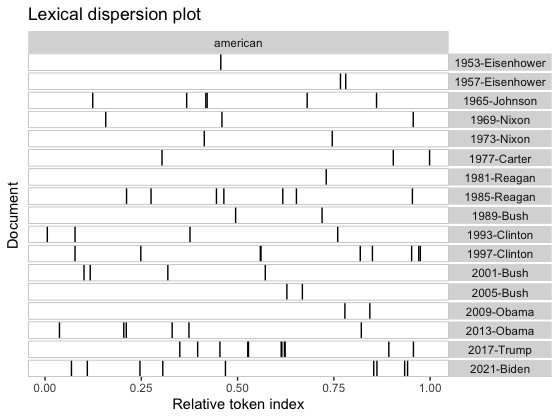 Lexical dispersion plot
american
1953-Eisenhower
1957-Eisenhower
1965-Johnson
1969-Nixon
1973-Nixon
1977-Carter
1981-Reagan
1985-Reagan
1989-Bush
1993-Clinton
1997-Clinton
2001-Bush
2005-Bush
2009-Obama
2013-Obama
2017-Trump
2021-Biden
Document
0.00 0.25 0.50 0.75 1.00
Relative token index